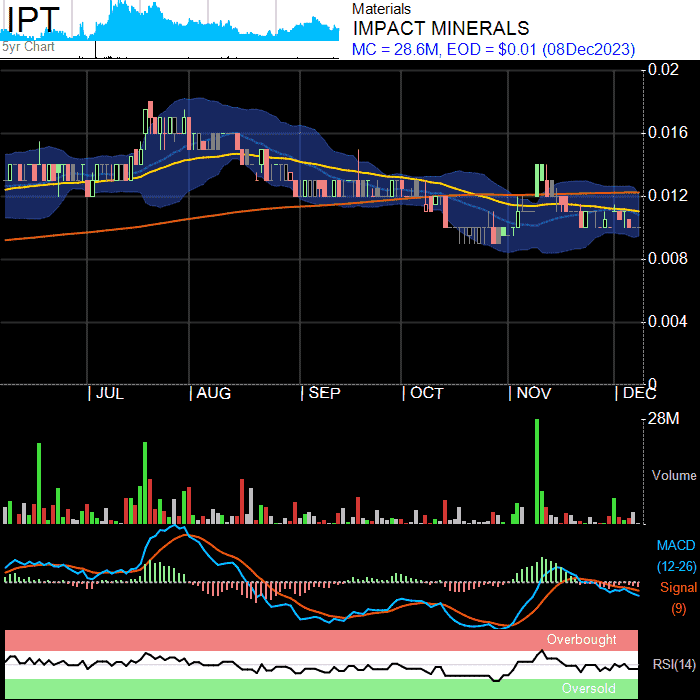 IPT
5yr Chart
Materials
IMPACT MINERALS
MC = 28.6M, EOD = $0.01 (08Dec2023)
0.02
0.016
0.012
0.008
0.004
0
JUL AUG SEP OCT NOV DEC
28M
Volume
MACD
(12-26)
Signal
(9)
Overbought
RSI(14)
Oversold